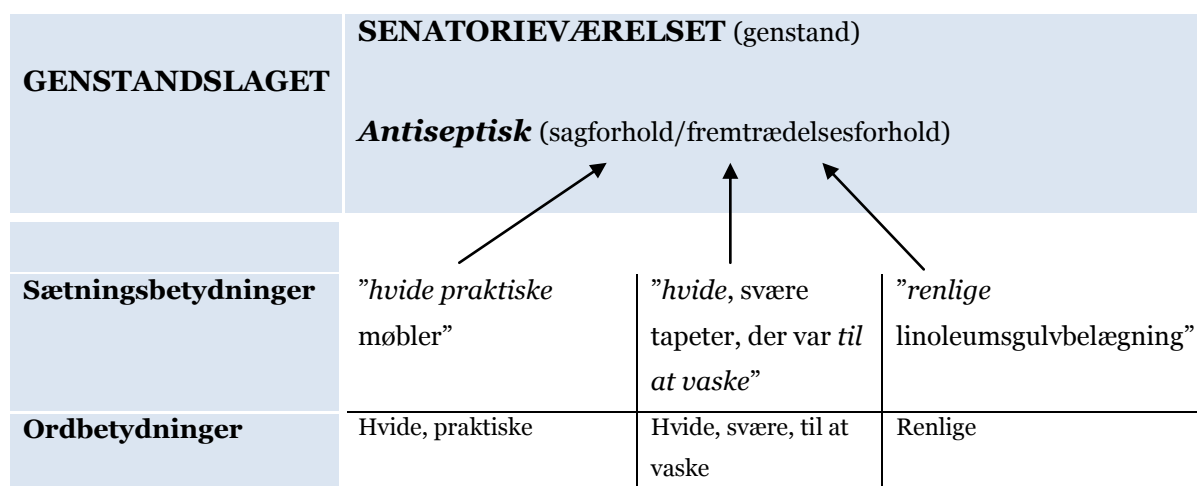 SENATORIEVÆRELSET (genstand)
GENSTANDSLAGET
Antiseptisk (sagforhold/fremtrædelsesforhold)
Sætningsbetydninger
”hvide praktiske
møbler”
”hvide, svære
tapeter, der var til
at vaske”
”renlige
linoleumsgulvbelægning”
Ordbetydninger
Hvide, praktiske
Hvide, svære, til at
vaske
Renlige